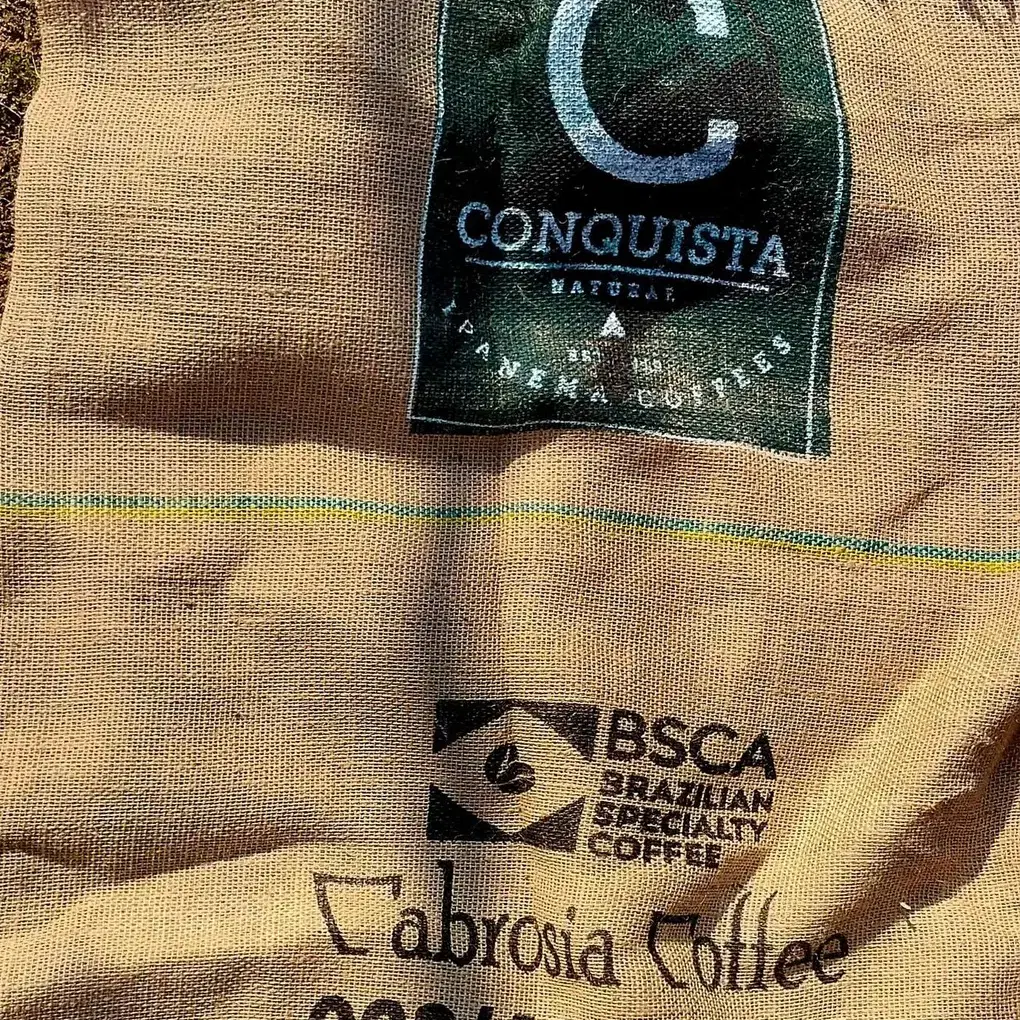 C
CONQUISTA
NATURAL
IPANEMA COFFEES
BSCA
BRAZILIAN
SPECIALTY
COFFEE
Cabrosia Coffee